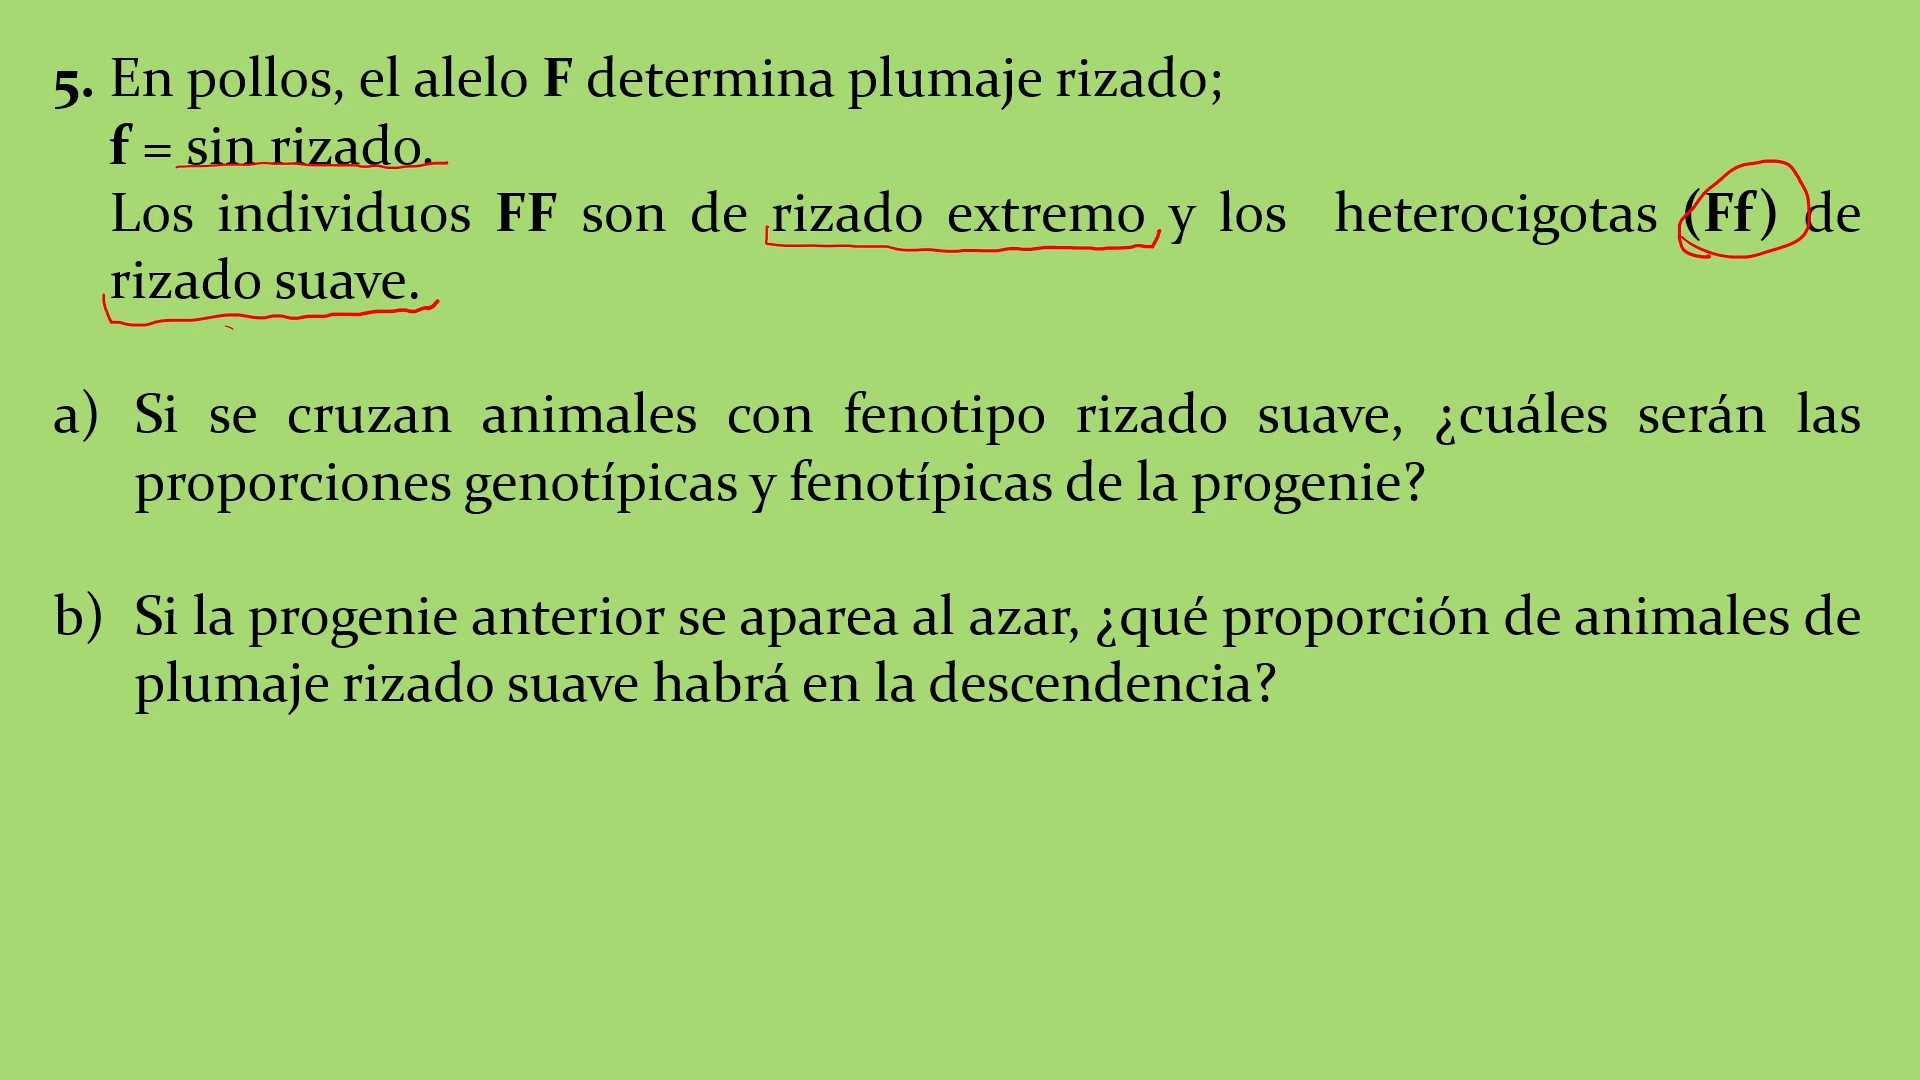 5. En pollos, el alelo F determina plumaje rizado;
f = sin rizado.
Los individuos FF son de rizado extremo y los heterocigotas (Ff) de
rizado suave.
a) Si se cruzan animales con fenotipo rizado suave, ¿cuáles serán las
proporciones genotípicas y fenotípicas de la progenie?
b) Si la progenie anterior se aparea al azar, ¿qué proporción de animales de
plumaje rizado suave habrá en la descendencia?